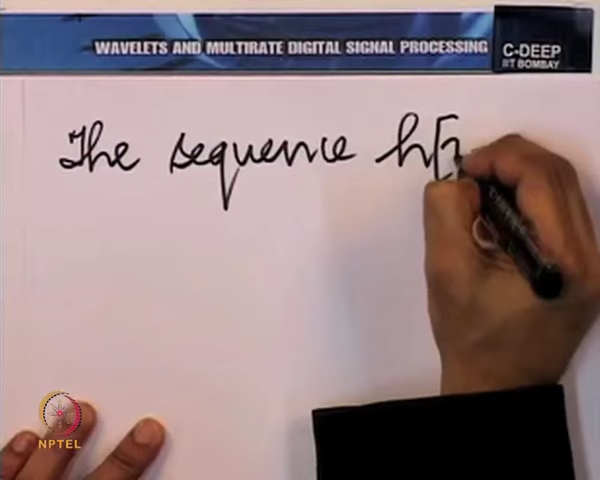 WAVELETS AND MULTIRATE DIGITAL SIGNAL PROCESSING
C-DEEP
IIT BOMBAY
The sequence h[
NPTEL